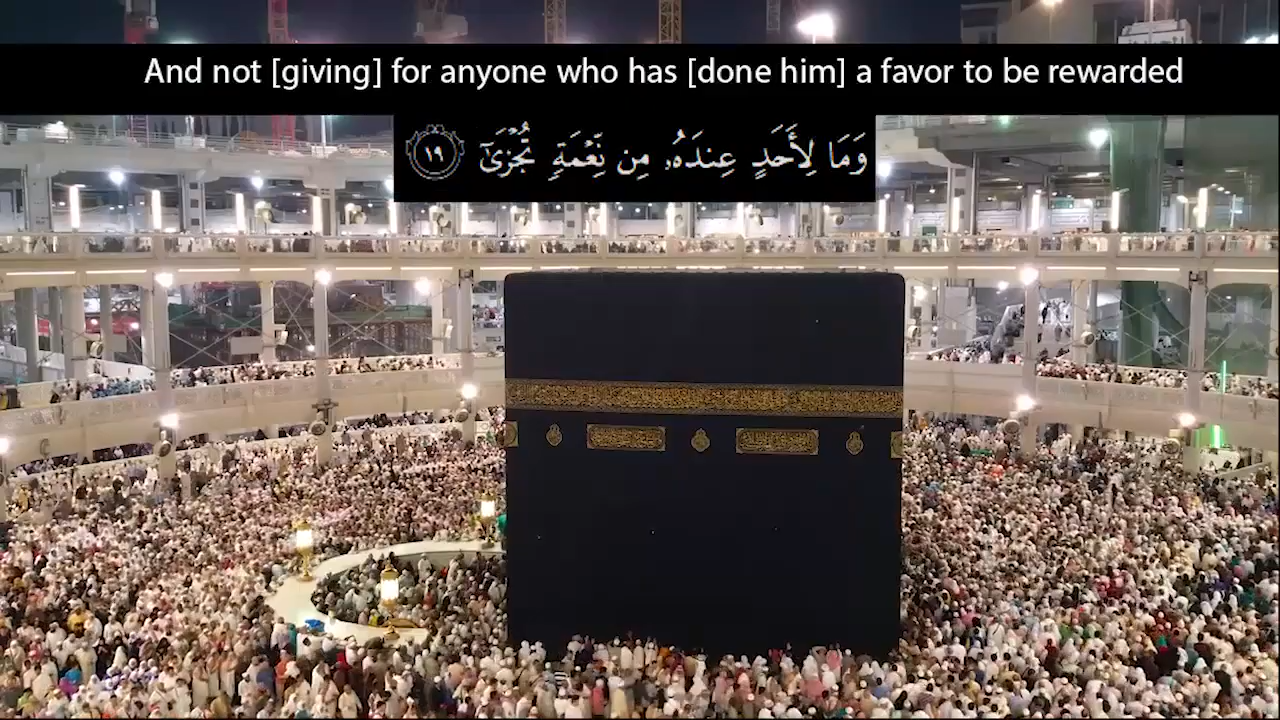 And not [giving] for anyone who has [done him] a favor to be rewarded
وَمَا لِأَحَدٍ عِندَهُۥ مِن نِّعْمَةٍ تُجْزَىٰٓ ١٩